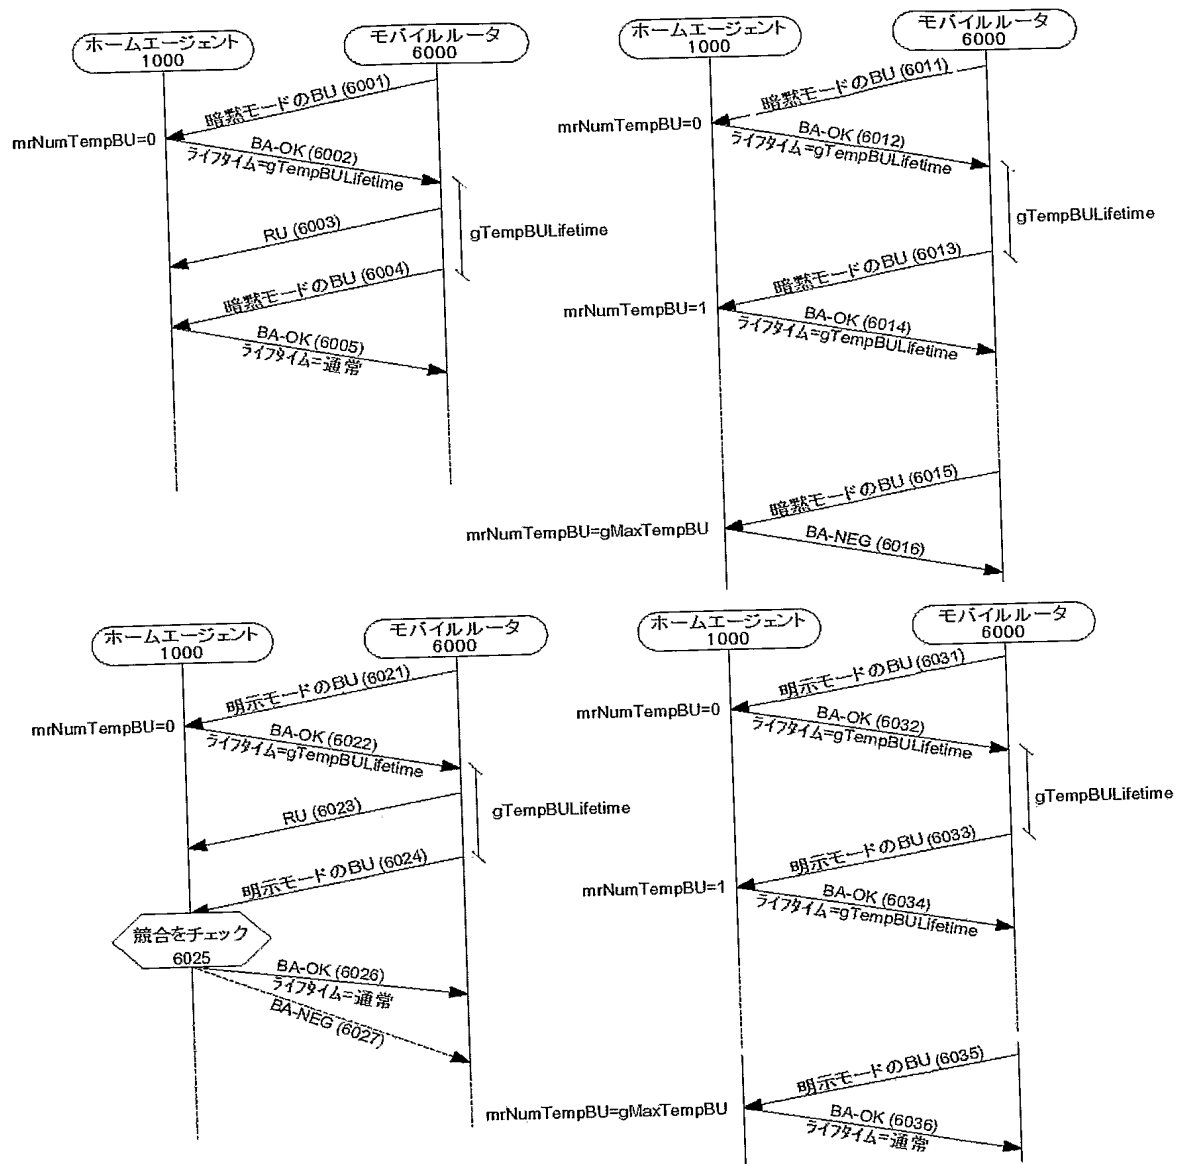 ホームエージェント
1000
モバイルルータ
6000
暗黙モードのBU (6001)
mrNumTempBU=0
BA-OK (6002)
ライフタイム=gTempBULifetime
RU (6003)
gTempBULifetime
暗黙モードのBU (6004)
BA-OK (6005)
ライフタイム=通常
ホームエージェント
1000
モバイルルータ
6000
暗黙モードのBU (6011)
mrNumTempBU=0
BA-OK (6012)
ライフタイム=gTempBULifetime
gTempBULifetime
暗黙モードのBU (6013)
mrNumTempBU=1
BA-OK (6014)
ライフタイム=gTempBULifetime
暗黙モードのBU (6015)
mrNumTempBU=gMaxTempBU
BA-NEG (6016)
ホームエージェント
1000
モバイルルータ
6000
明示モードのBU (6021)
mrNumTempBU=0
BA-OK (6022)
ライフタイム=gTempBULifetime
RU (6023)
gTempBULifetime
明示モードのBU (6024)
競合をチェック
6025
BA-OK (6026)
ライフタイム=通常
BA-NEG (6027)
ホームエージェント
1000
モバイルルータ
6000
明示モードのBU (6031)
mrNumTempBU=0
BA-OK (6032)
ライフタイム=gTempBULifetime
gTempBULifetime
明示モードのBU (6033)
mrNumTempBU=1
BA-OK (6034)
ライフタイム=gTempBULifetime
明示モードのBU (6035)
mrNumTempBU=gMaxTempBU
BA-OK (6036)
ライフタイム=通常